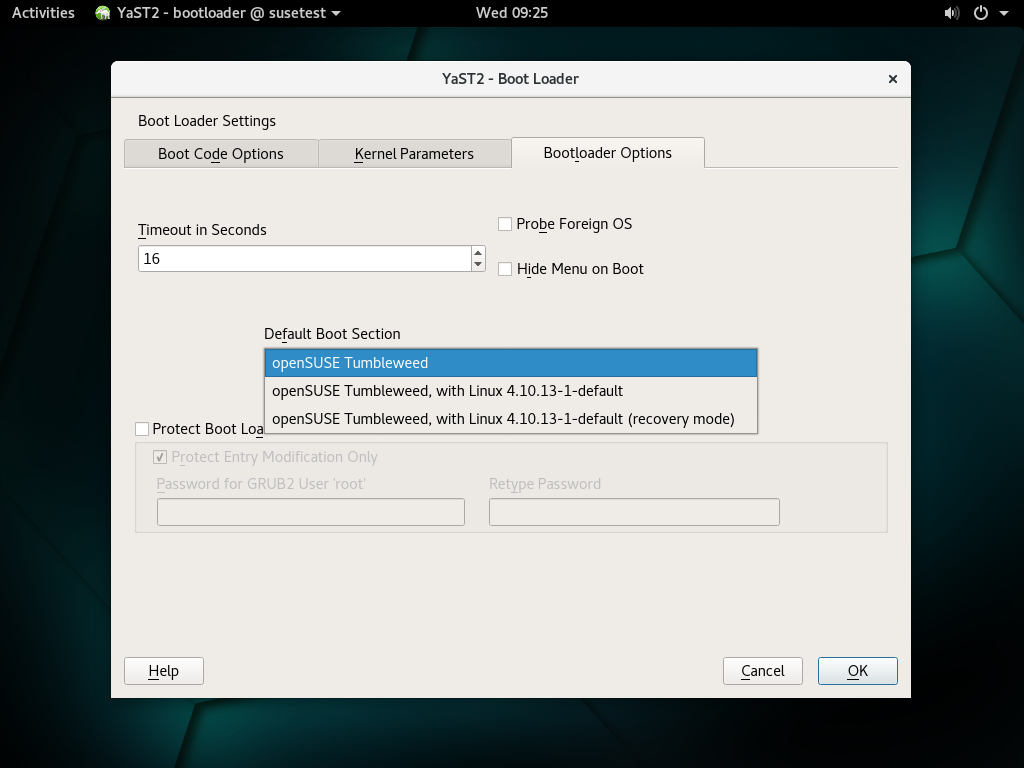 Activities YaST2 - bootloader @ susetest Wed 09:25
YaST2 - Boot Loader
Boot Loader Settings
Boot Code Options Kernel Parameters Bootloader Options
Timeout in Seconds
Probe Foreign OS
16
Hide Menu on Boot
Default Boot Section
openSUSE Tumbleweed
openSUSE Tumbleweed, with Linux 4.10.13-1-default
openSUSE Tumbleweed, with Linux 4.10.13-1-default (recovery mode)
Protect Boot Loa
Protect Entry Modification Only
Password for GRUB2 User 'root' Retype Password
Help Cancel OK